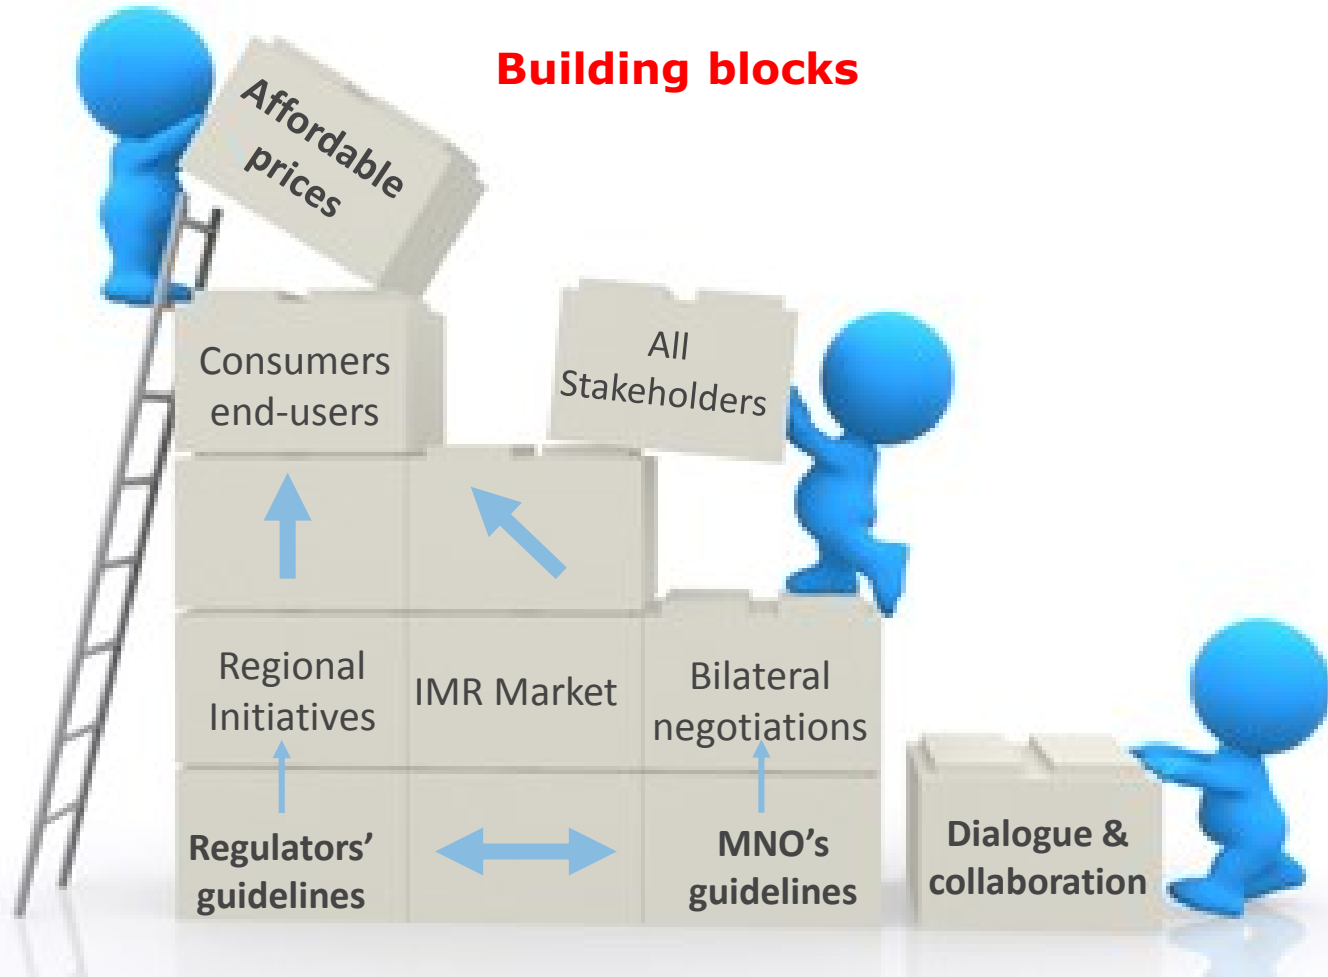 Building blocks
Affordable
prices
Consumers
end-users
All
Stakeholders
Regional
Initiatives
IMR Market
Bilateral
negotiations
Regulators’
guidelines
MNO’s
guidelines
Dialogue &
collaboration